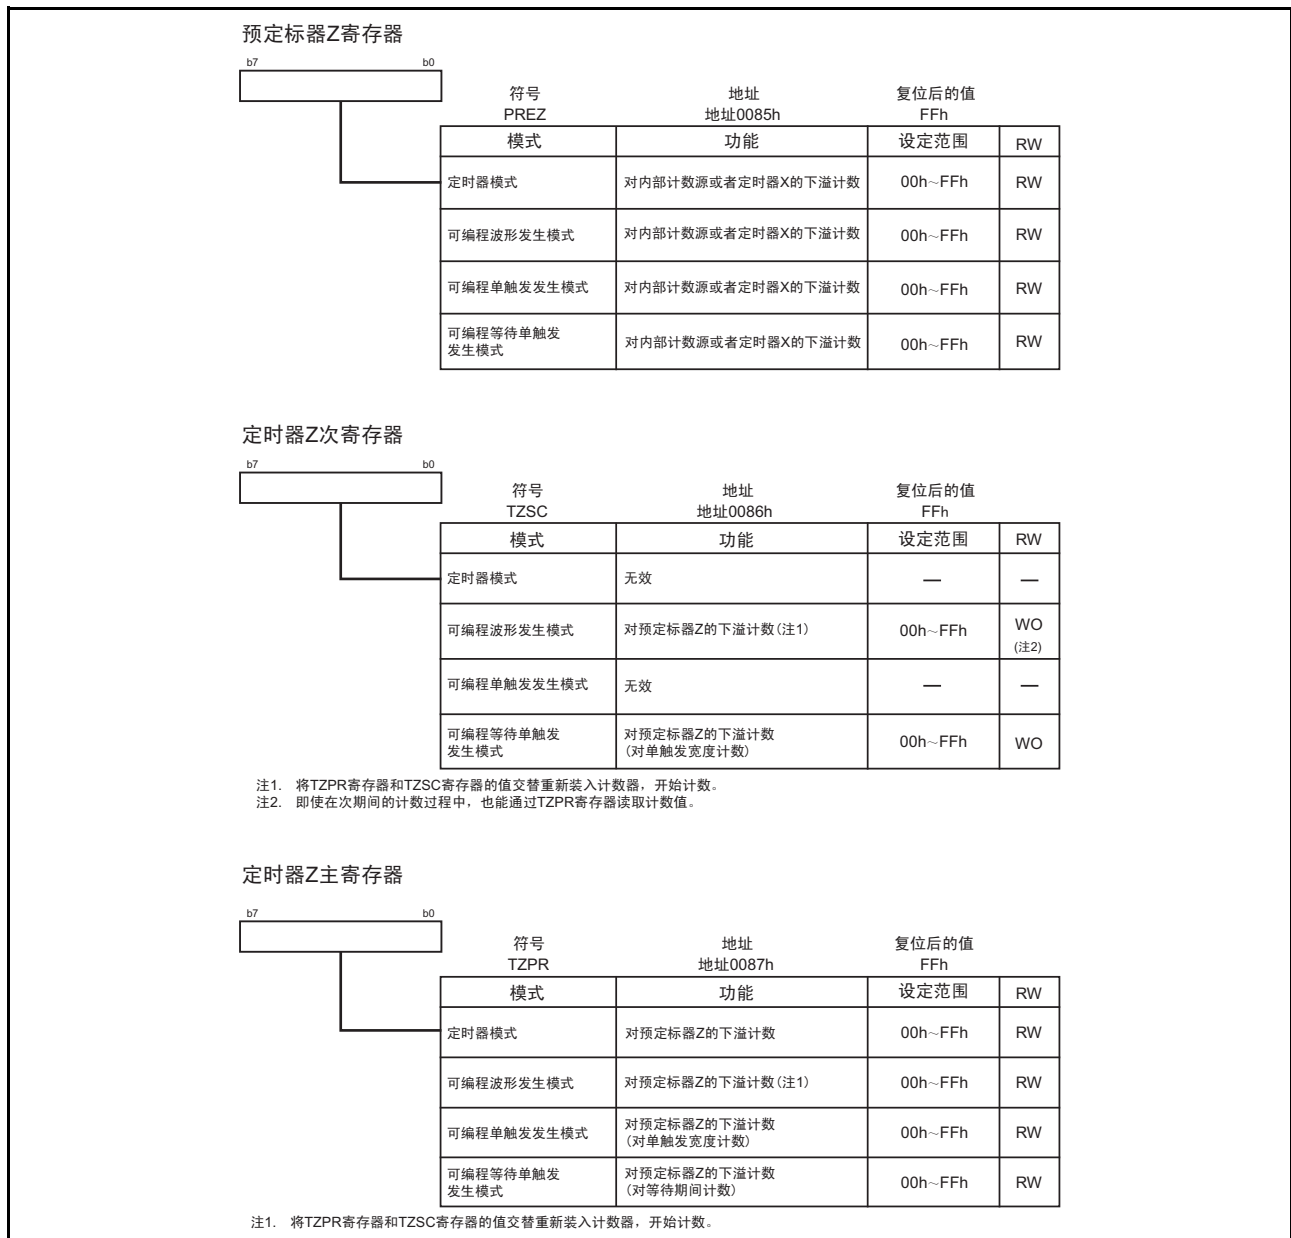 预定标器Z寄存器
b7 b0
符号 地址 复位后的值
PREZ 地址0085h FFh
模式 功能 设定范围 RW
定时器模式 对内部计数源或者定时器X的下溢计数 00h~FFh RW
可编程波形发生模式 对内部计数源或者定时器X的下溢计数 00h~FFh RW
可编程单触发发生模式 对内部计数源或者定时器X的下溢计数 00h~FFh RW
可编程等待单触发
发生模式 对内部计数源或者定时器X的下溢计数 00h~FFh RW
定时器Z次寄存器
b7 b0
符号 地址 复位后的值
TZSC 地址0086h FFh
模式 功能 设定范围 RW
定时器模式 无效 — —
可编程波形发生模式 对预定标器Z的下溢计数(注1) 00h~FFh WO
(注2)
可编程单触发发生模式 无效 — —
可编程等待单触发 对预定标器Z的下溢计数
发生模式 (对单触发宽度计数) 00h~FFh WO
注1. 将TZPR寄存器和TZSC寄存器的值交替重新装入计数器，开始计数。
注2. 即使在次期间的计数过程中，也能通过TZPR寄存器读取计数值。
定时器Z主寄存器
b7 b0
符号 地址 复位后的值
TZPR 地址0087h FFh
模式 功能 设定范围 RW
定时器模式 对预定标器Z的下溢计数 00h~FFh RW
可编程波形发生模式 对预定标器Z的下溢计数(注1) 00h~FFh RW
可编程单触发发生模式 对预定标器Z的下溢计数
(对单触发宽度计数) 00h~FFh RW
可编程等待单触发 对预定标器Z的下溢计数
发生模式 (对等待期间计数) 00h~FFh RW
注1. 将TZPR寄存器和TZSC寄存器的值交替重新装入计数器，开始计数。